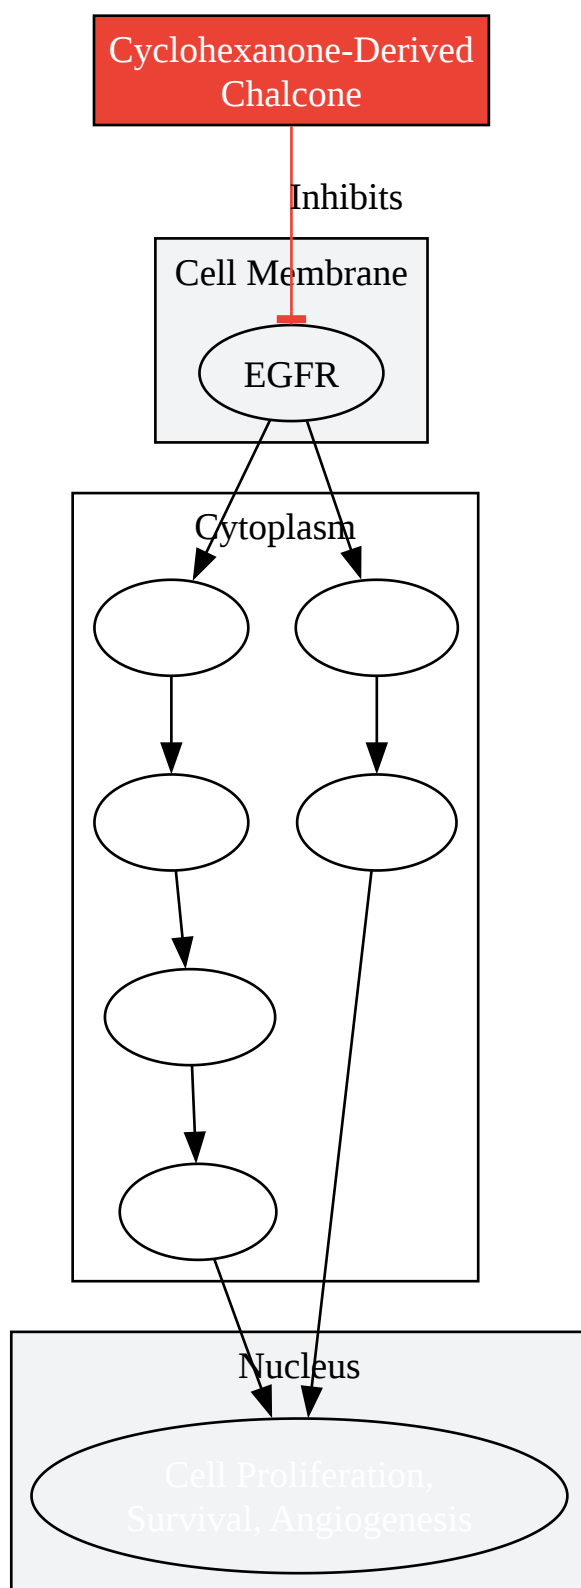 Cyclohexanone-Derived
Chalcone
Inhibits
Cell Membrane
EGFR
Cytoplasm
Nucleus
Cell Proliferation,
Survival, Angiogenesis